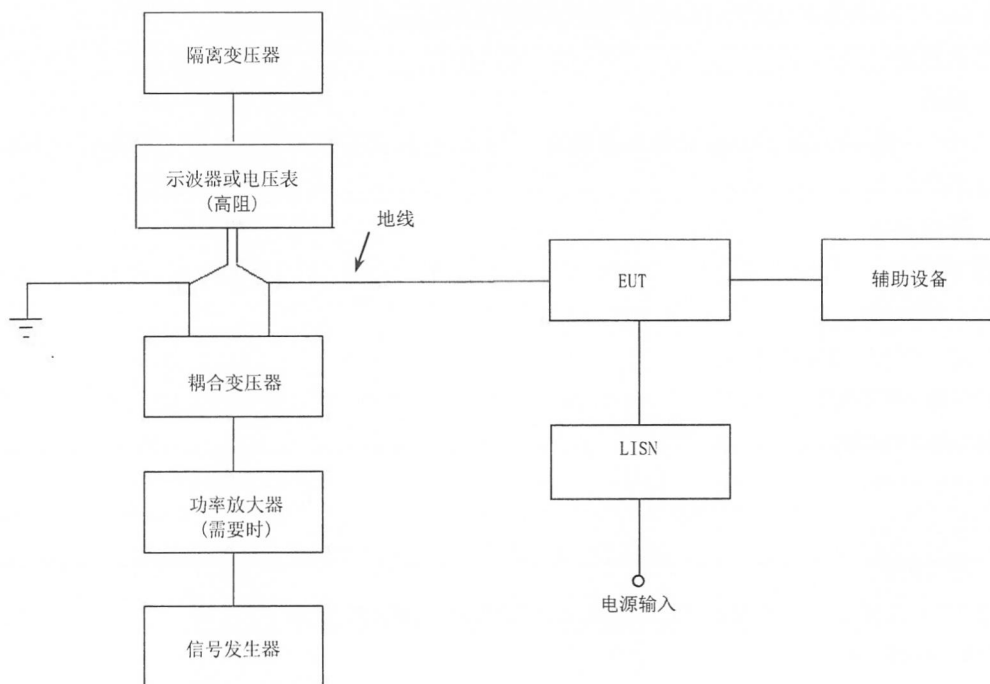 隔离变压器
示波器或电压表
(高阻)
地线
EUT
辅助设备
耦合变压器
LISN
功率放大器
(需要时)
电源输入
信号发生器